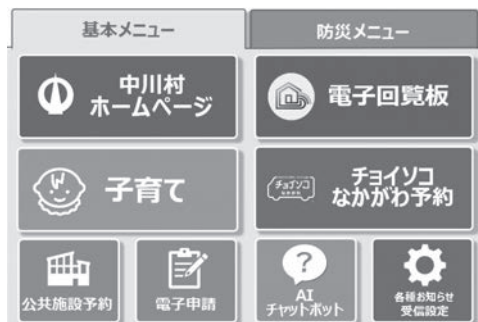 基本メニュー
防災メニュー
中川村
ホームページ
電子回覧板
子育て
チョイソコ
チョイソコ
なかがわ予約
公共施設予約
電子申請
?
AI
チャットボット
各種お知らせ
受信設定